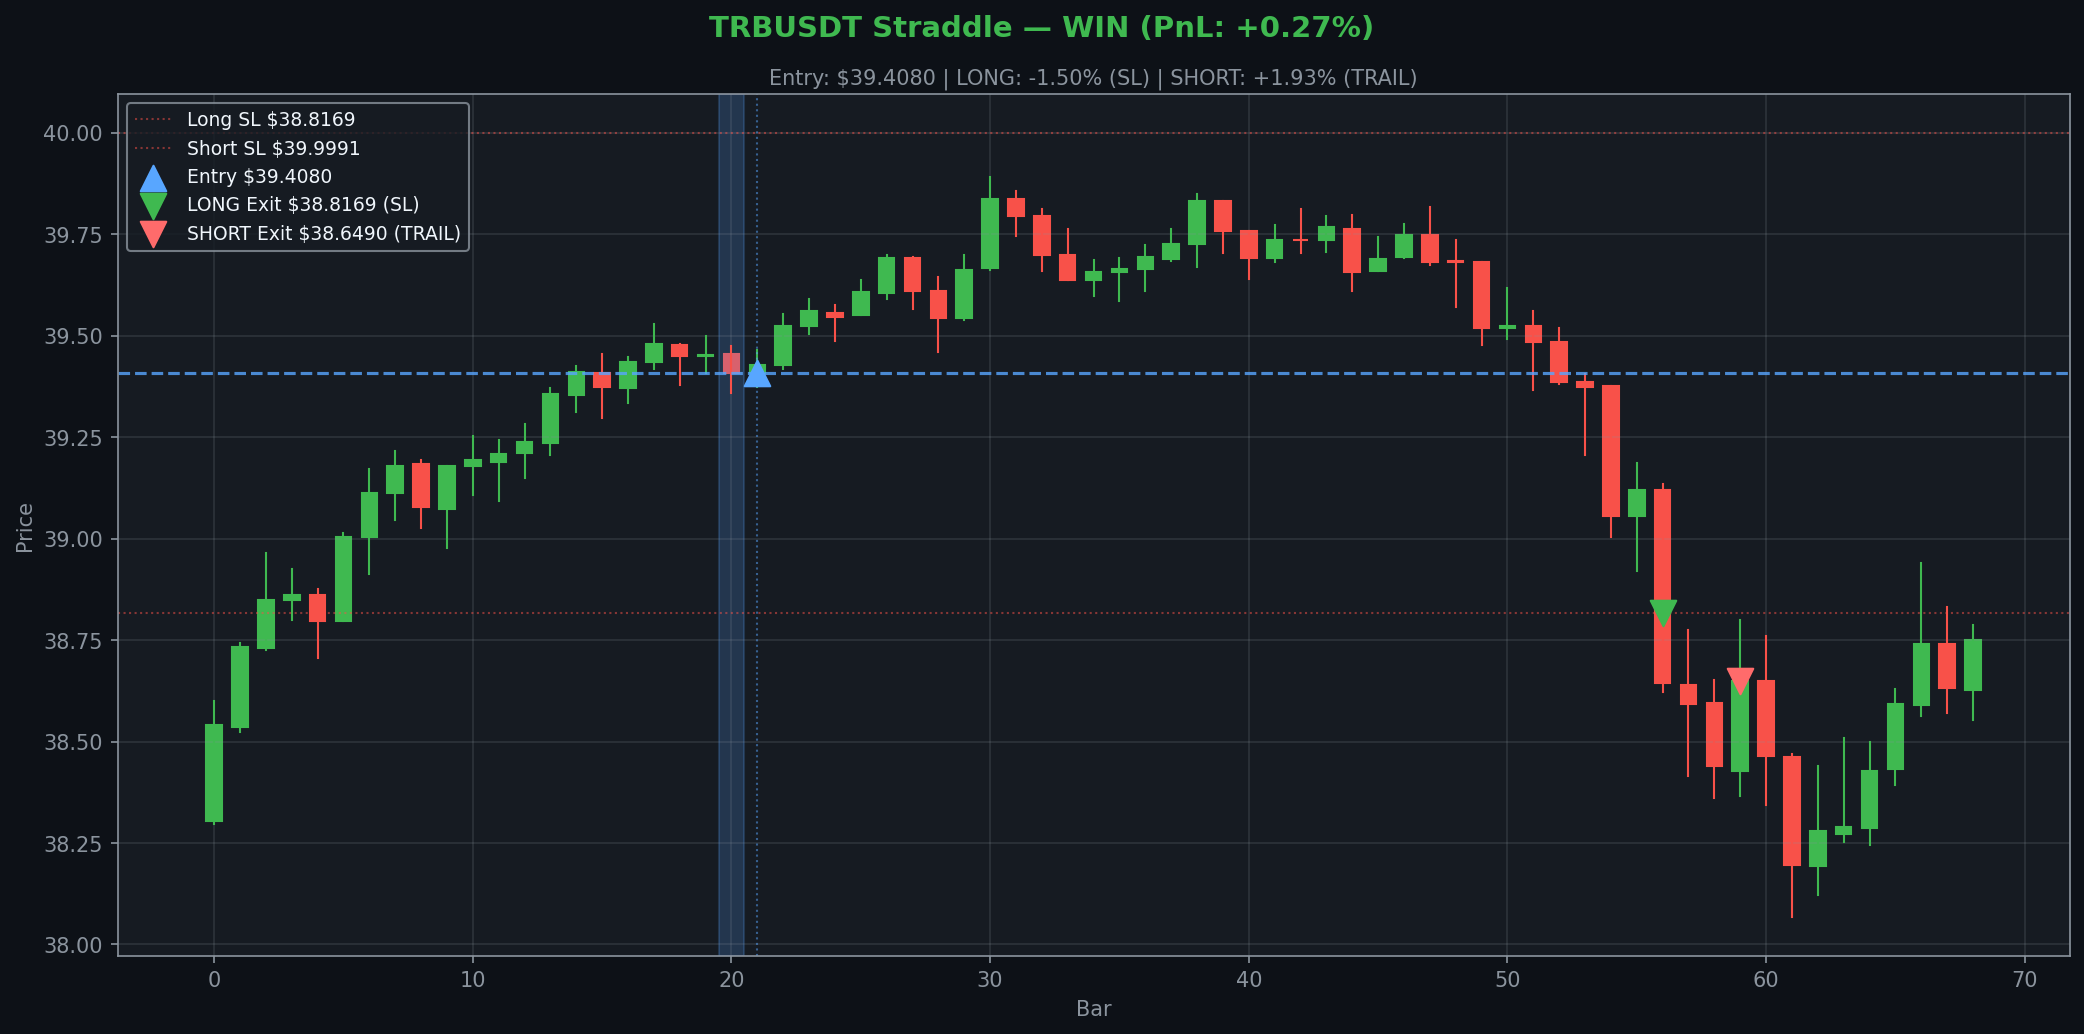 TRBUSDT Straddle — WIN (PnL: +0.27%)
Entry: $39.4080 | LONG: -1.50% (SL) | SHORT: +1.93% (TRAIL)
Long SL $38.8169
Short SL $39.9991
Entry $39.4080
LONG Exit $38.8169 (SL)
SHORT Exit $38.6490 (TRAIL)
40.00
39.75
39.50
39.25
39.00
38.75
38.50
38.25
38.00
Price
0 10 20 30 40 50 60 70
Bar